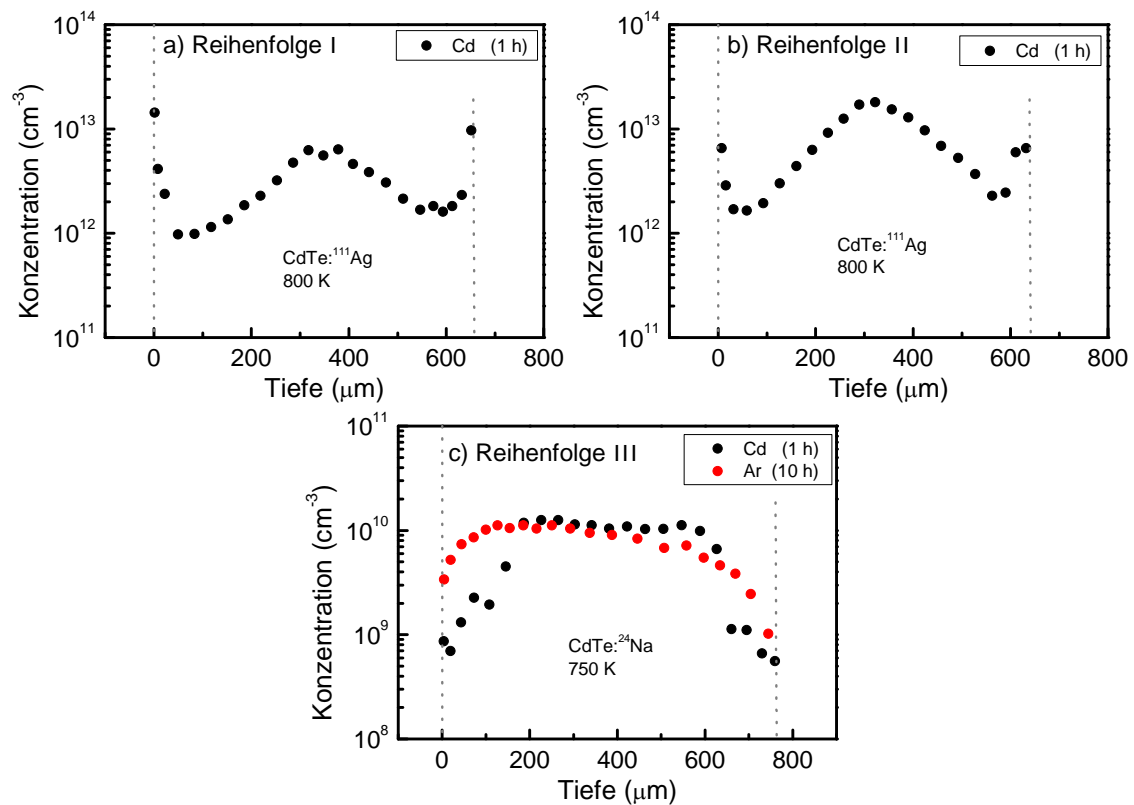 a) Reihenfolge I
Cd (1 h)
10^14
10^13
10^12
10^11
Konzentration (cm^-3)
CdTe:^111Ag
800 K
0 200 400 600 800
Tiefe (μm)
b) Reihenfolge II
Cd (1 h)
10^14
10^13
10^12
10^11
Konzentration (cm^-3)
CdTe:^111Ag
800 K
0 200 400 600 800
Tiefe (μm)
c) Reihenfolge III
Cd (1 h)
Ar (10 h)
10^11
10^10
10^9
10^8
Konzentration (cm^-3)
CdTe:^24Na
750 K
0 200 400 600 800
Tiefe (μm)